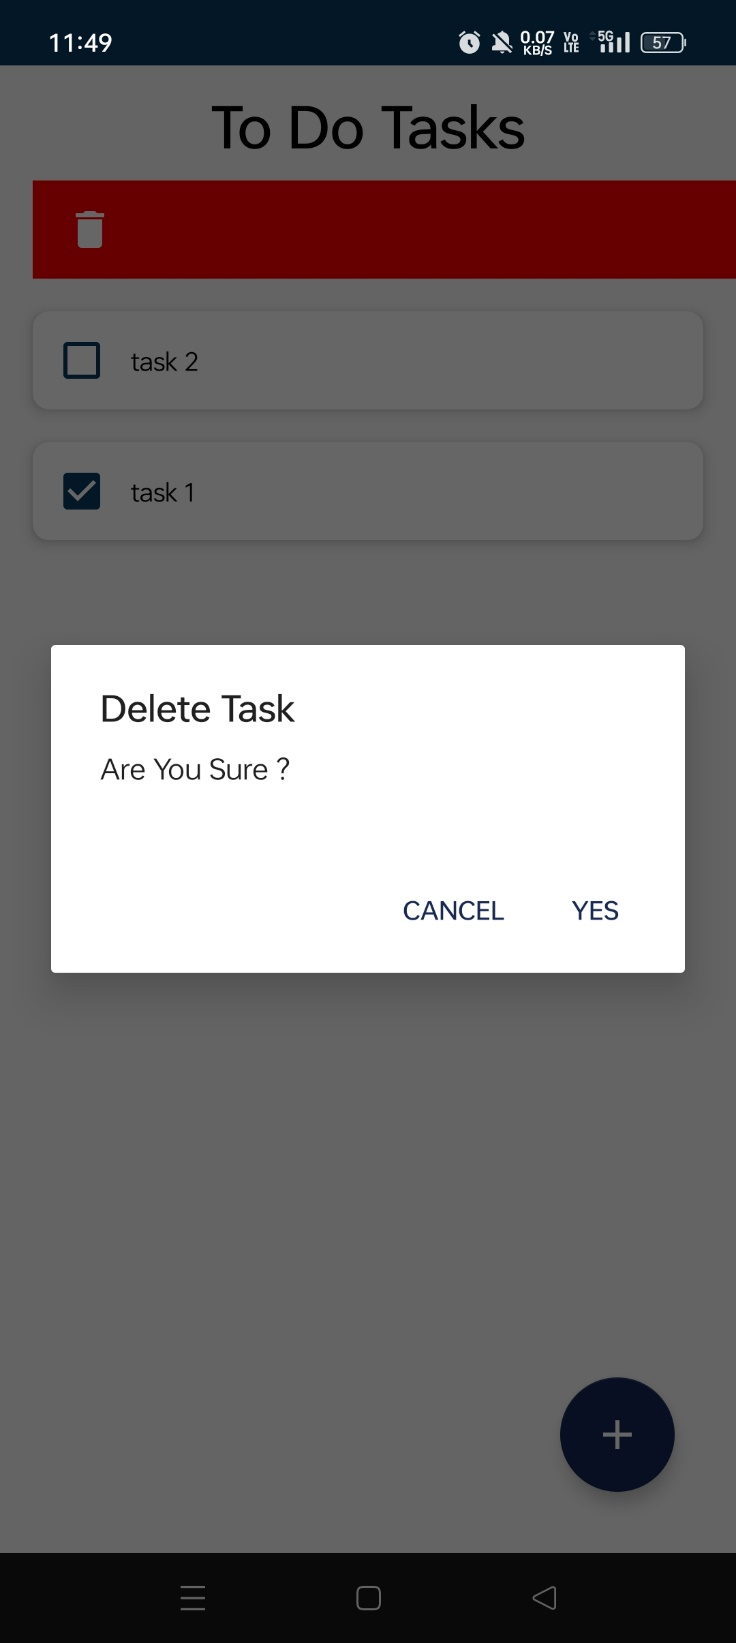 11:49
0.07
KB/S
Vo
LTE
5G
57
To Do Tasks
task 2
task 1
Delete Task
Are You Sure ?
CANCEL
YES